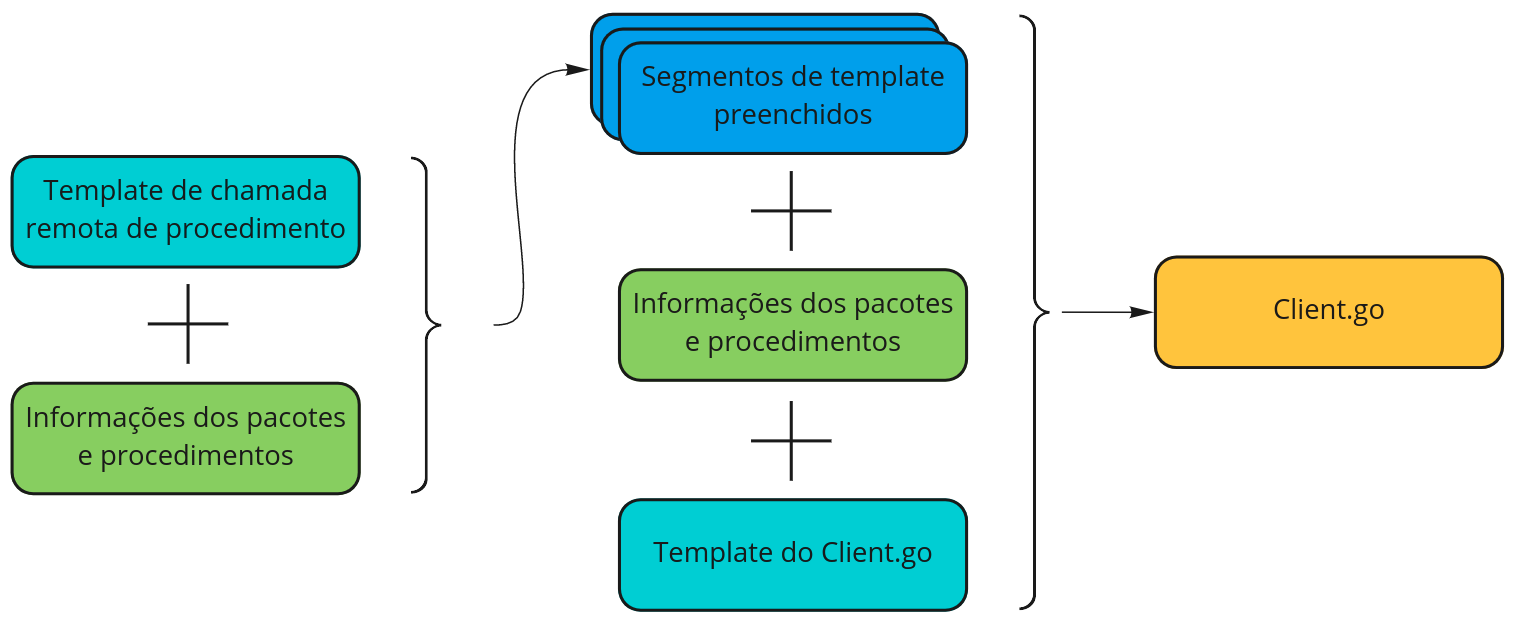 Template de chamada
remota de procedimento
Informações dos pacotes
e procedimentos
Segmentos de template
preenchidos
Informações dos pacotes
e procedimentos
Template do Client.go
Client.go